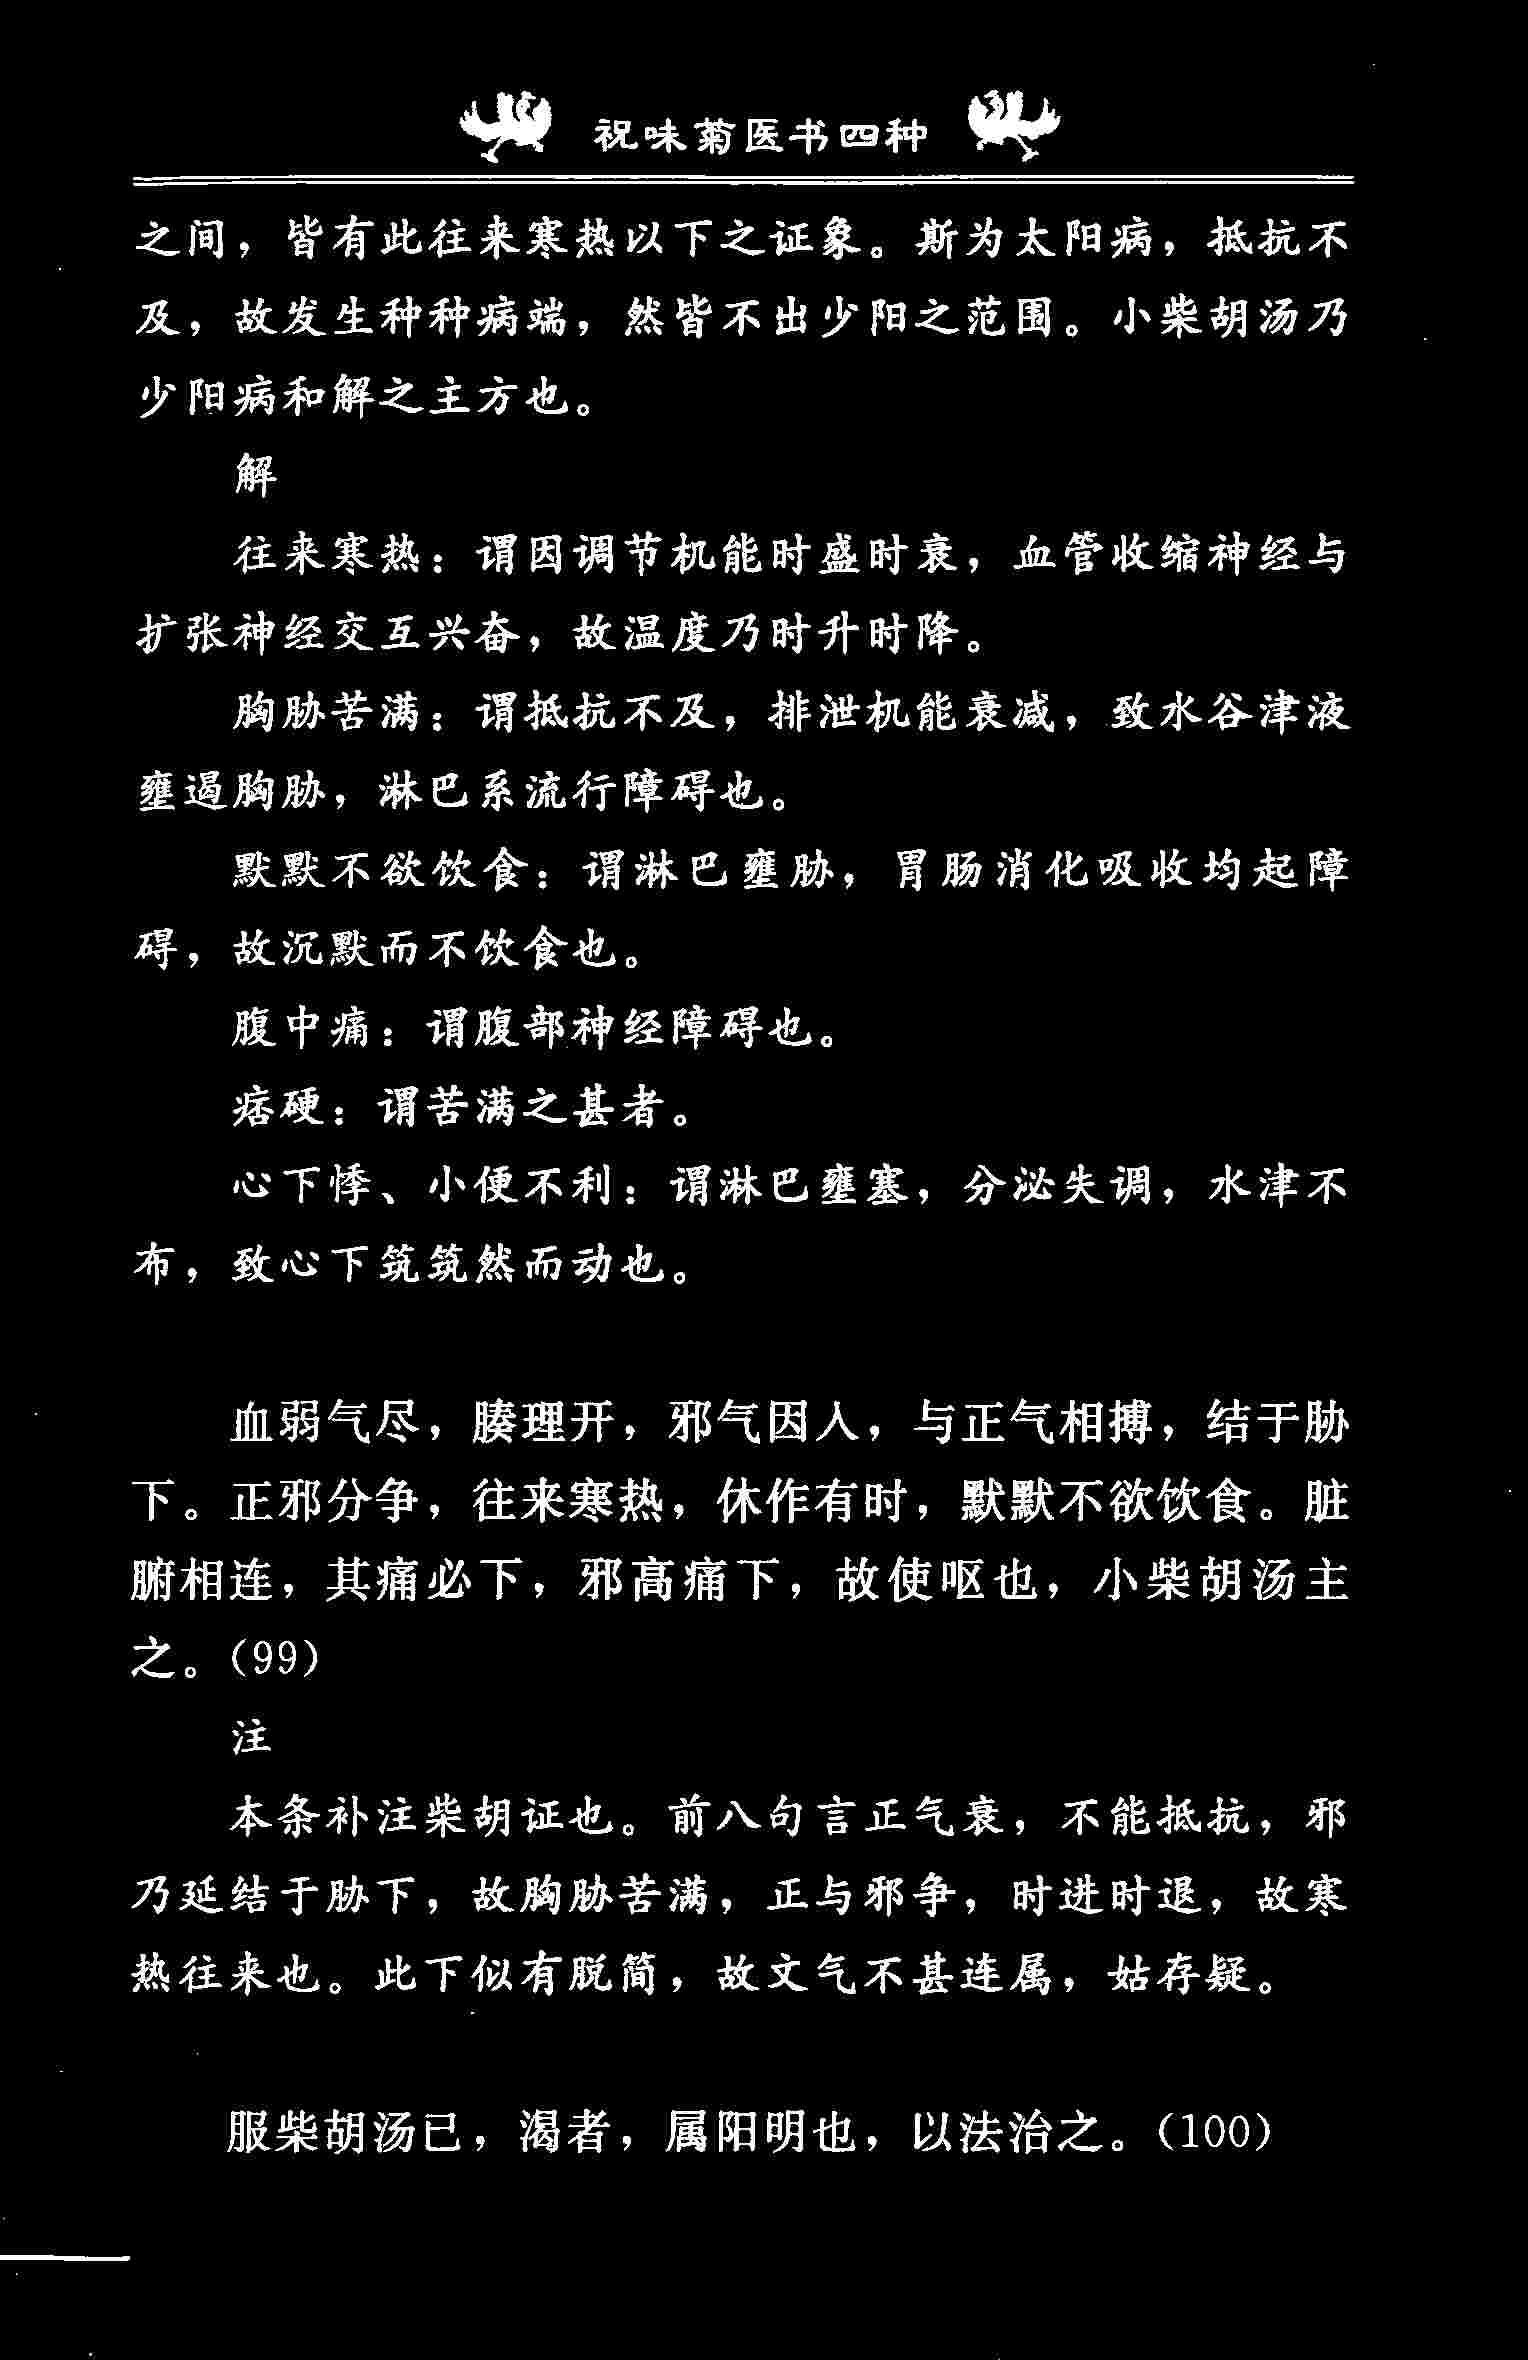 祝味菊医书四种
之间，皆有此往来寒热以下之证象。斯为太阳病，抵抗不
及，故发生种种病端，然皆不出少阳之范围。小柴胡汤乃
少阳病和解之主方也。
解
往来寒热：谓因调节机能时盛时衰，血管收缩神经与
扩张神经交互兴奋，故温度乃时升时降。
胸胁苦满：谓抵抗不及，排泄机能衰减，致水谷津液
壅遏胸胁，淋巴系流行障碍也。
默默不欲饮食：谓淋巴壅胁，胃肠消化吸收均起障
碍，故沉默而不饮食也。
腹中痛：谓腹部神经障碍也。
痞硬：谓苦满之甚者。
心下悸、小便不利：谓淋巴壅塞，分泌失调，水津不
布，致心下筑筑然而动也。
血弱气尽，腠理开，邪气因入，与正气相搏，结于胁
下。正邪分争，往来寒热，休作有时，默默不欲饮食。脏
腑相连，其痛必下，邪高痛下，故使呕也，小柴胡汤主
之。（99）
注
本条补注柴胡证也。前八句言正气衰，不能抵抗，邪
乃延结于胁下，故胸胁苦满，正与邪争，时进时退，故寒
热往来也。此下似有脱简，故文气不甚连属，姑存疑。
服柴胡汤已，渴者，属阳明也，以法治之。（100）